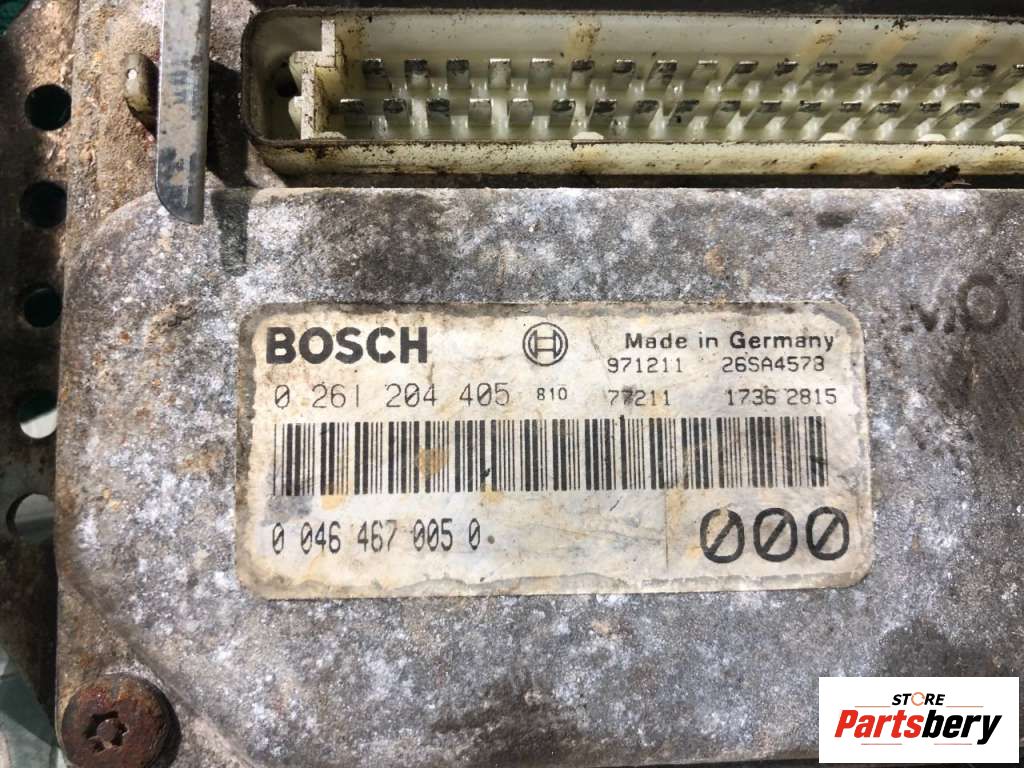 BOSCH
Made in Germany
971211 26SA4573
0 261 204 405 810 77211 1736 2815
0 046 467 005 0
000
STORE
Partsbery